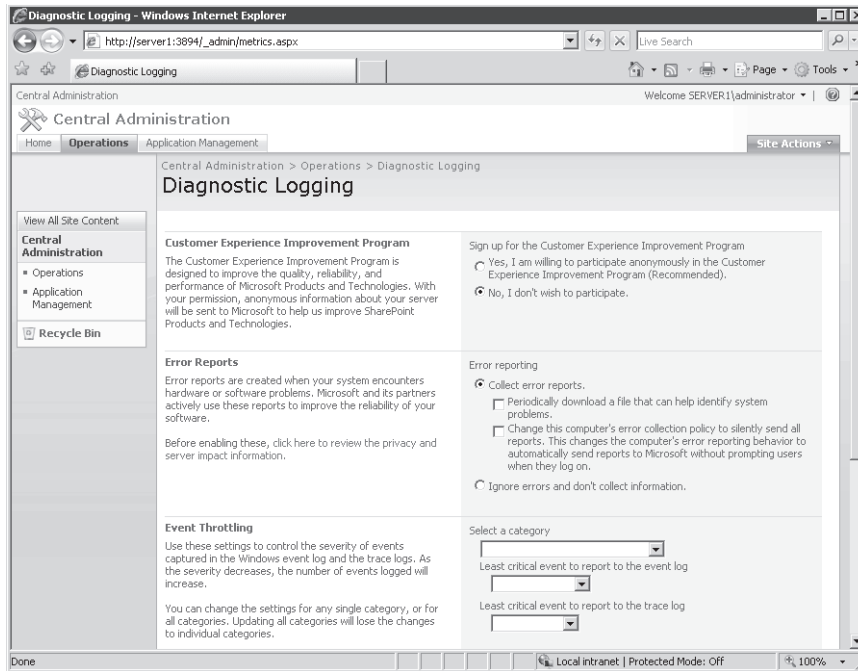 Diagnostic Logging - Windows Internet Explorer
http://server1:3894/_admin/metrics.aspx
Live Search
Diagnostic Logging
Page
Tools
Central Administration
Welcome SERVER1\administrator
Central Administration
Home
Operations
Application Management
Site Actions
Central Administration > Operations > Diagnostic Logging
Diagnostic Logging
View All Site Content
Central
Administration
Operations
Application
Management
Recycle Bin
Customer Experience Improvement Program
The Customer Experience Improvement Program is
designed to improve the quality, reliability, and
performance of Microsoft Products and Technologies. With
your permission, anonymous information about your server
will be sent to Microsoft to help us improve SharePoint
Products and Technologies.
Sign up for the Customer Experience Improvement Program
Yes, I am willing to participate anonymously in the Customer
Experience Improvement Program (Recommended).
No, I don't wish to participate.
Error Reports
Error reports are created when your system encounters
hardware or software problems. Microsoft and its partners
actively use these reports to improve the reliability of your
software.
Before enabling these, click here to review the privacy and
server impact information.
Error reporting
Collect error reports.
Periodically download a file that can help identify system
problems.
Change this computer's error collection policy to silently send all
reports. This changes the computer's error reporting behavior to
automatically send reports to Microsoft without prompting users
when they log on.
Ignore errors and don't collect information.
Event Throttling
Use these settings to control the severity of events
captured in the Windows event log and the trace logs. As
the severity decreases, the number of events logged will
increase.
You can change the settings for any single category, or for
all categories. Updating all categories will lose the changes
to individual categories.
Select a category
Least critical event to report to the event log
Least critical event to report to the trace log
Done
Local intranet | Protected Mode: Off
100%